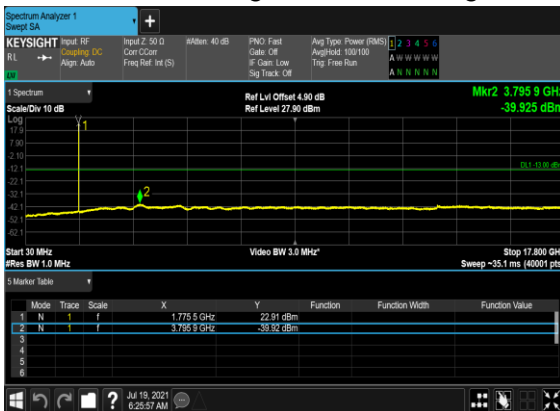 Spectrum Analyzer 1
Swept SA
KEYSIGHT Input: RF Input Z: 50 Ω #Atten: 40 dB PNO: Fast Avg Type: Power (RMS) 1 2 3 4 5 6
RL Coupling: DC Corr CCorr Gate: Off Avg|Hold: 100/100 A W W W W W
Align: Auto Freq Ref: Int (S) IF Gain: Low Trig: Free Run
Sig Track: Off A N N N N N
LV
1 Spectrum Ref Lvl Offset 4.90 dB Mkr2 3.795 9 GHz
Scale/Div 10 dB Ref Level 27.90 dBm -39.925 dBm
Log
17.9
1
7.90
-2.10
-12.1
DL1 -13.00 dBm
-22.1
-32.1
2
-42.1
-52.1
-62.1
Start 30 MHz Video BW 3.0 MHz* Stop 17.800 GHz
#Res BW 1.0 MHz Sweep ~35.1 ms (40001 pts)
5 Marker Table
Mode Trace Scale X Y Function Function Width Function Value
1 N 1 f 1.775 5 GHz 22.91 dBm
2 N 1 f 3.795 9 GHz -39.92 dBm
3
4
5
6
? Jul 19, 2021
6:25:57 AM